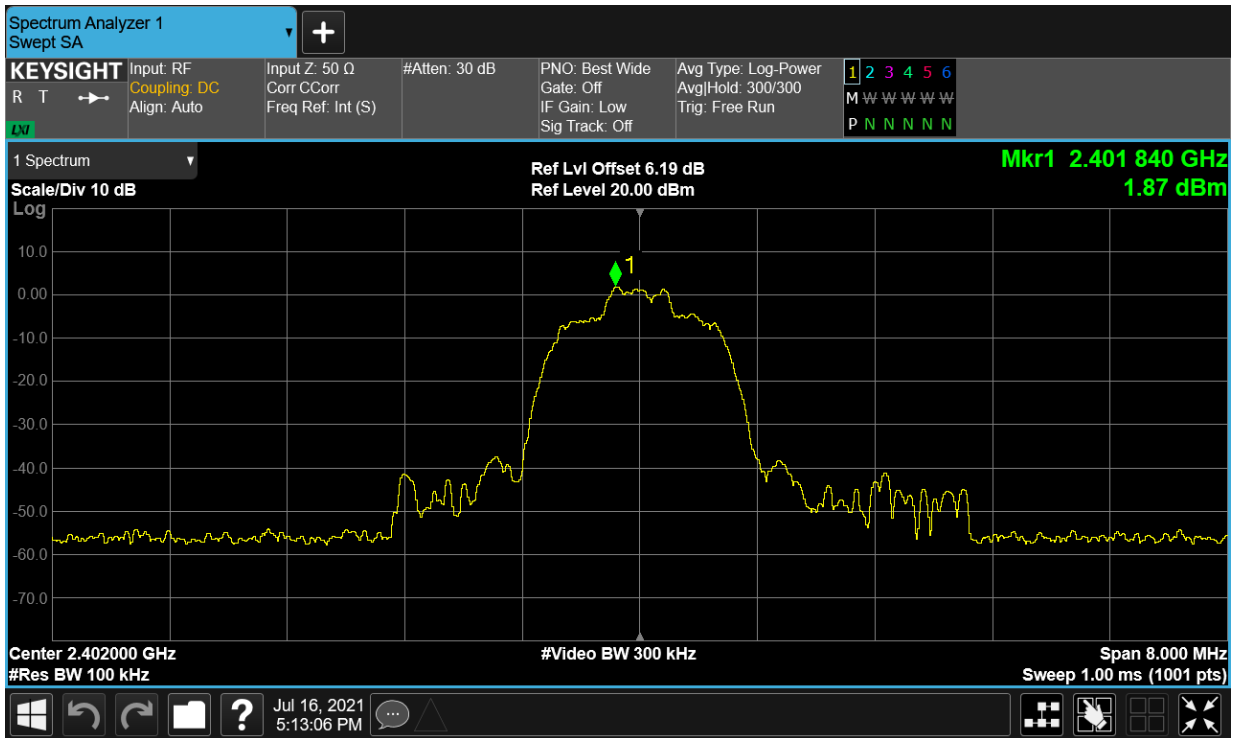 Spectrum Analyzer 1
Swept SA
+
KEYSIGHT
R T
LXI
Input: RF
Coupling: DC
Align: Auto
Input Z: 50 Ω
Corr CCorr
Freq Ref: Int (S)
#Atten: 30 dB
PNO: Best Wide
Gate: Off
IF Gain: Low
Sig Track: Off
Avg Type: Log-Power
Avg|Hold: 300/300
Trig: Free Run
1 2 3 4 5 6
M W W W W W
P N N N N N
1 Spectrum
Scale/Div 10 dB
Log
Ref Lvl Offset 6.19 dB
Ref Level 20.00 dBm
Mkr1 2.401 840 GHz
1.87 dBm
10.0
0.00
-10.0
-20.0
-30.0
-40.0
-50.0
-60.0
-70.0
1
Center 2.402000 GHz
#Res BW 100 kHz
#Video BW 300 kHz
Span 8.000 MHz
Sweep 1.00 ms (1001 pts)
?
Jul 16, 2021
5:13:06 PM